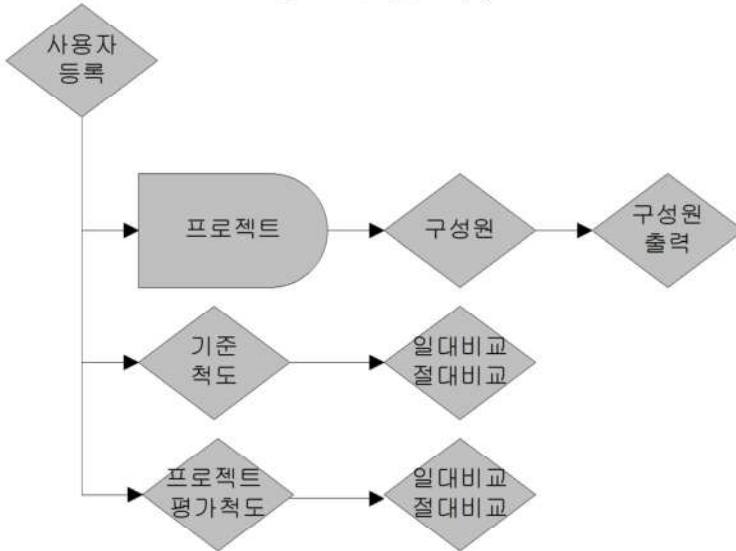 사용자
등록
프로젝트
구성원
구성원
출력
기준
척도
일대비교
절대비교
프로젝트
평가척도
일대비교
절대비교